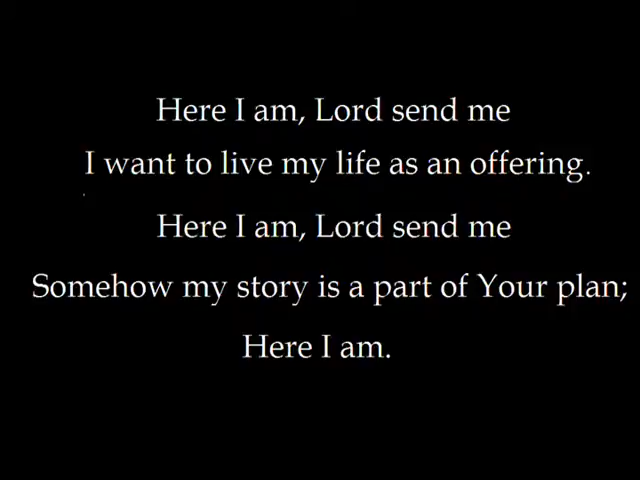 Here I am, Lord send me
I want to live my life as an offering.
Here I am, Lord send me
Somehow my story is a part of Your plan;
Here I am.